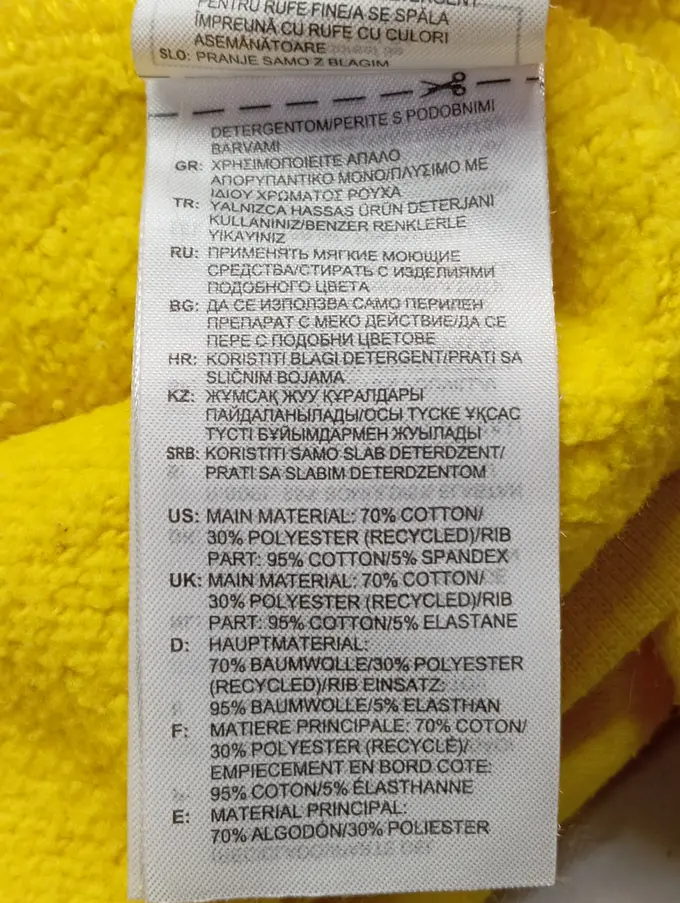 PENTRU RUFE FINE/A SE SPĂLA
ÎMPREUNĂ CU RUFE CU CULORI
ASEMĂNĂTOARE
SLO: PRANJE SAMO Z BLAGIM
DETERGENTOM/PERITE S PODOBNIMI
BARVAMI
GR: ΧΡΗΣΙΜΟΠΟΙΕΙΤΕ ΑΠΑΛΟ
ΑΠΟΡΥΠΑΝΤΙΚΟ ΜΟΝΟ/ΠΛΥΣΙΜΟ ΜΕ
ΙΔΙΟΥ ΧΡΩΜΑΤΟΣ ΡΟΥΧΑ
TR: YALNIZCA HASSAS ÜRÜN DETERJANI
KULLANINIZ/BENZER RENKLERLE
YIKAYINIZ
RU: ПРИМЕНЯТЬ МЯГКИЕ МОЮЩИЕ
СРЕДСТВА/СТИРАТЬ С ИЗДЕЛИЯМИ
ПОДОБНОГО ЦВЕТА
BG: ДА СЕ ИЗПОЛЗВА САМО ПЕРИЛЕН
ПРЕПАРАТ С МЕКО ДЕЙСТВИЕ/ДА СЕ
ПЕРЕ С ПОДОБНИ ЦВЕТОВЕ
HR: KORISTITI BLAGI DETERGENT/PRATI SA
SLIČNIM BOJAMA
KZ: ЖҰМСАҚ ЖУУ ҚҰРАЛДАРЫ
ПАЙДАЛАНЫЛАДЫ/ОСЫ ТҮСКЕ ҰҚСАС
ТҮСТІ БҰЙЫМДАРМЕН ЖУЫЛАДЫ
SRB: KORISTITI SAMO SLAB DETERDZENT/
PRATI SA SLABIM DETERDZENTOM
US: MAIN MATERIAL: 70% COTTON/
30% POLYESTER (RECYCLED)/RIB
PART: 95% COTTON/5% SPANDEX
UK: MAIN MATERIAL: 70% COTTON/
30% POLYESTER (RECYCLED)/RIB
PART: 95% COTTON/5% ELASTANE
D: HAUPTMATERIAL:
70% BAUMWOLLE/30% POLYESTER
(RECYCLED)/RIB EINSATZ:
95% BAUMWOLLE/5% ELASTHAN
F: MATIERE PRINCIPALE: 70% COTON/
30% POLYESTER (RECYCLÉ)/
EMPIECEMENT EN BORD COTE:
95% COTON/5% ÉLASTHANNE
E: MATERIAL PRINCIPAL:
70% ALGODÓN/30% POLIESTER